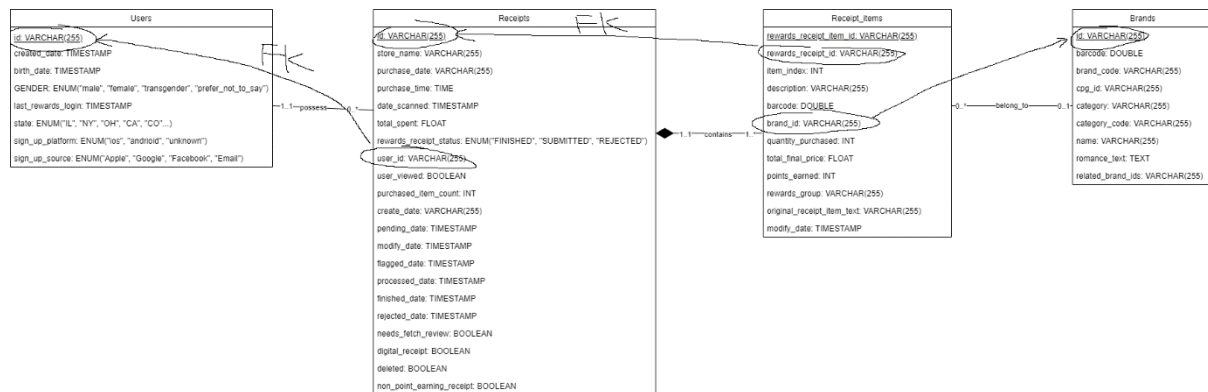 Users
id: VARCHAR(255)
created_date: TIMESTAMP
birth_date: TIMESTAMP
GENDER: ENUM("male", "female", "transgender", "prefer_not_to_say")
last_rewards_login: TIMESTAMP
state: ENUM("IL", "NY", "OH", "CA", "CO"...)
sign_up_platform: ENUM("ios", "andrioid", "unknown")
sign_up_source: ENUM("Apple", "Google", "Facebook", "Email")
FK
1..1 possess 0..*
Receipts
id: VARCHAR(255)
store_name: VARCHAR(255)
purchase_date: VARCHAR(255)
purchase_time: TIME
date_scanned: TIMESTAMP
total_spent: FLOAT
rewards_receipt_status: ENUM("FINISHED", "SUBMITTED", "REJECTED")
user_id: VARCHAR(255)
user_viewed: BOOLEAN
purchased_item_count: INT
create_date: VARCHAR(255)
pending_date: TIMESTAMP
modify_date: TIMESTAMP
flagged_date: TIMESTAMP
processed_date: TIMESTAMP
finished_date: TIMESTAMP
rejected_date: TIMESTAMP
needs_fetch_review: BOOLEAN
digital_receipt: BOOLEAN
deleted: BOOLEAN
non_point_earning_receipt: BOOLEAN
FK
1..1 contains 1..*
Receipt_items
rewards_receipt_item_id: VARCHAR(255)
rewards_receipt_id: VARCHAR(255)
item_index: INT
description: VARCHAR(255)
barcode: DOUBLE
brand_id: VARCHAR(255)
quantity_purchased: INT
total_final_price: FLOAT
points_earned: INT
rewards_group: VARCHAR(255)
original_receipt_item_text: VARCHAR(255)
modify_date: TIMESTAMP
0..* belong_to 0..*
Brands
id: VARCHAR(255)
barcode: DOUBLE
brand_code: VARCHAR(255)
cpg_id: VARCHAR(255)
category: VARCHAR(255)
category_code: VARCHAR(255)
name: VARCHAR(255)
romance_text: TEXT
related_brand_ids: VARCHAR(255)